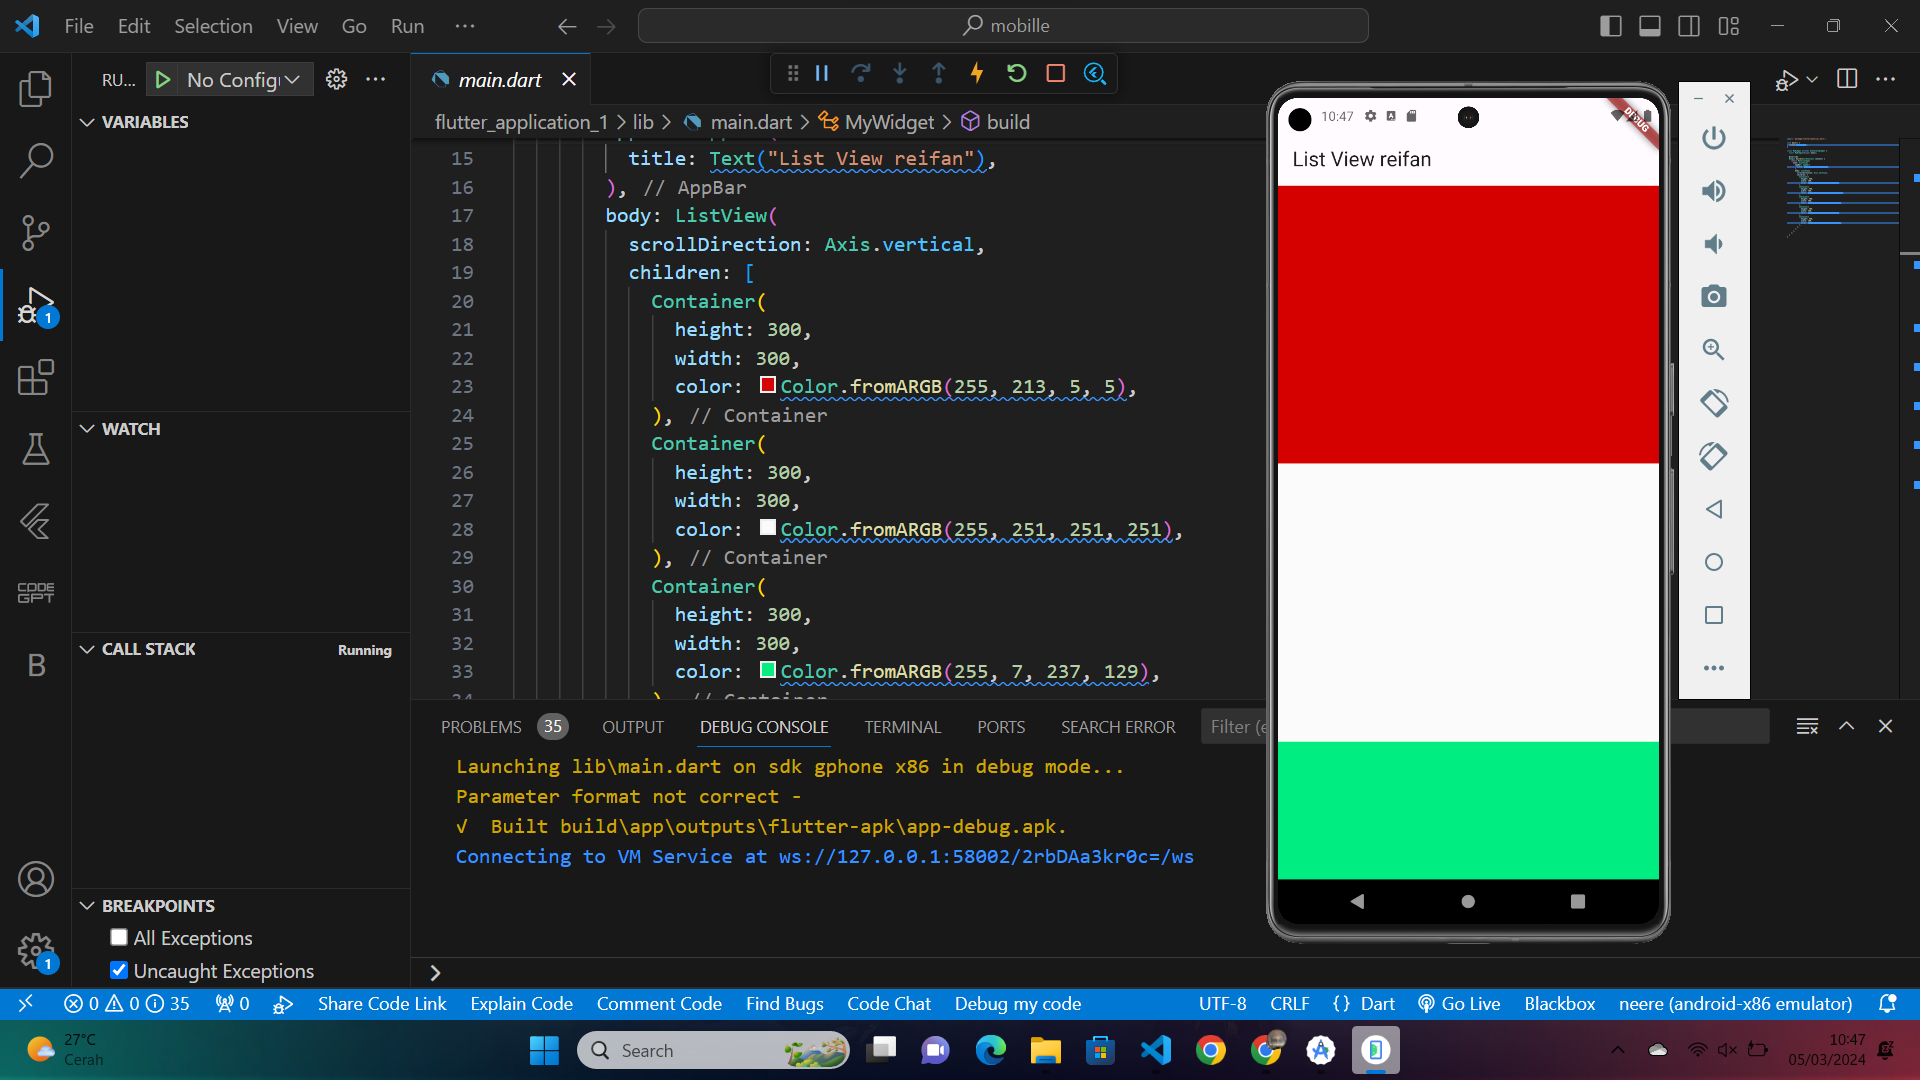 File Edit Selection View Go Run ··· mobille
RU... No Config
main.dart
flutter_application_1 > lib > main.dart > MyWidget > build
VARIABLES
WATCH
CALL STACK Running
BREAKPOINTS
All Exceptions
Uncaught Exceptions
1
CODE
GPT
B
1
15 title: Text("List View reifan"),
16 ), // AppBar
17 body: ListView(
18 scrollDirection: Axis.vertical,
19 children: [
20 Container(
21 height: 300,
22 width: 300,
23 color: Color.fromARGB(255, 213, 5, 5),
24 ), // Container
25 Container(
26 height: 300,
27 width: 300,
28 color: Color.fromARGB(255, 251, 251, 251),
29 ), // Container
30 Container(
31 height: 300,
32 width: 300,
33 color: Color.fromARGB(255, 7, 237, 129),
PROBLEMS 35 OUTPUT DEBUG CONSOLE TERMINAL PORTS SEARCH ERROR Filter (e
Launching lib\main.dart on sdk gphone x86 in debug mode...
Parameter format not correct -
√ Built build\app\outputs\flutter-apk\app-debug.apk.
Connecting to VM Service at ws://127.0.0.1:58002/2rbDAa3kr0c=/ws
>
10:47
DEBUG
List View reifan
0 0 35 0 Share Code Link Explain Code Comment Code Find Bugs Code Chat Debug my code UTF-8 CRLF {} Dart Go Live Blackbox neere (android-x86 emulator)
27°C
Cerah
Search
10:47
05/03/2024